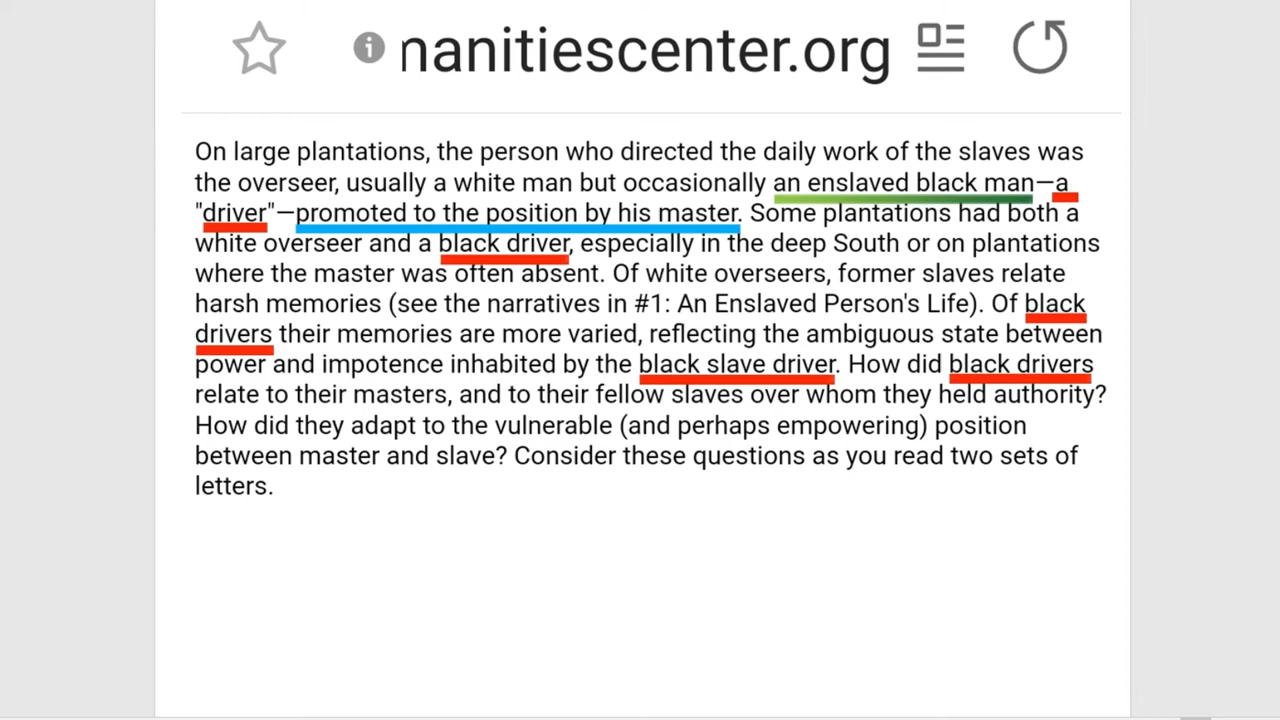 nanitiescenter.org
On large plantations, the person who directed the daily work of the slaves was
the overseer, usually a white man but occasionally an enslaved black man—a
"driver"—promoted to the position by his master. Some plantations had both a
white overseer and a black driver, especially in the deep South or on plantations
where the master was often absent. Of white overseers, former slaves relate
harsh memories (see the narratives in #1: An Enslaved Person's Life). Of black
drivers their memories are more varied, reflecting the ambiguous state between
power and impotence inhabited by the black slave driver. How did black drivers
relate to their masters, and to their fellow slaves over whom they held authority?
How did they adapt to the vulnerable (and perhaps empowering) position
between master and slave? Consider these questions as you read two sets of
letters.